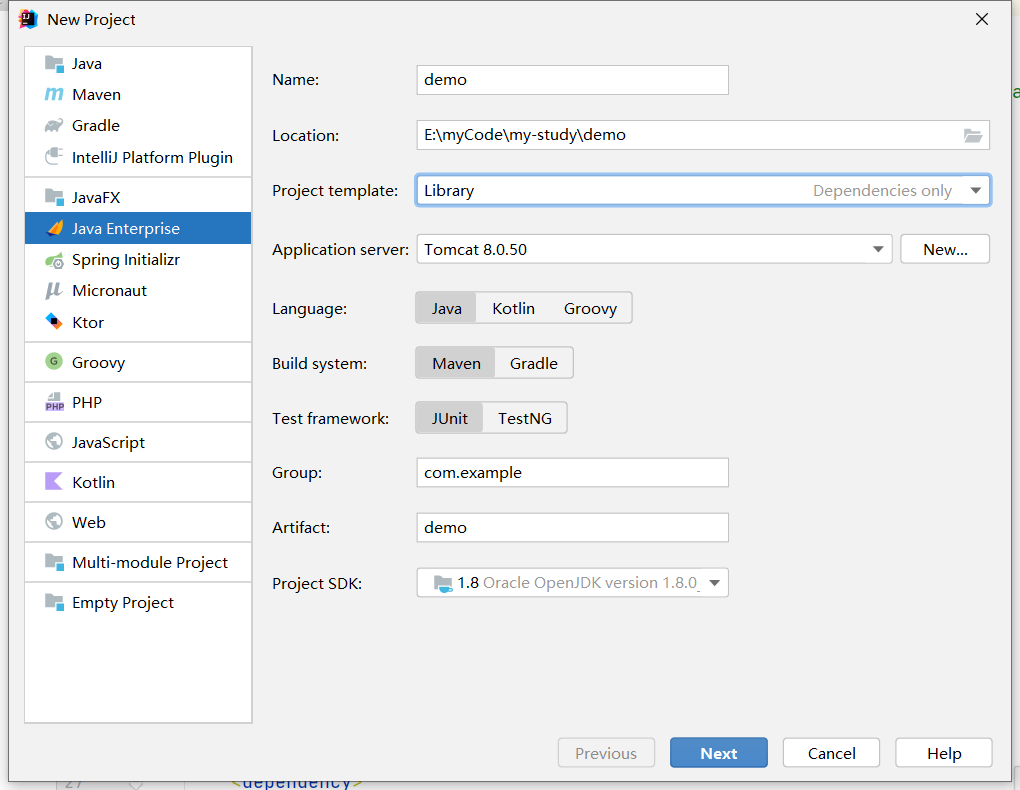 New Project
Java
Maven
Gradle
IntelliJ Platform Plugin
JavaFX
Java Enterprise
Spring Initializr
Micronaut
Ktor
Groovy
PHP
JavaScript
Kotlin
Web
Multi-module Project
Empty Project
Name: demo
Location: E:\myCode\my-study\demo
Project template: Library Dependencies only
Application server: Tomcat 8.0.50 New...
Language: Java Kotlin Groovy
Build system: Maven Gradle
Test framework: JUnit TestNG
Group: com.example
Artifact: demo
Project SDK: 1.8 Oracle OpenJDK version 1.8.0_
Previous Next Cancel Help
27 <dependency>